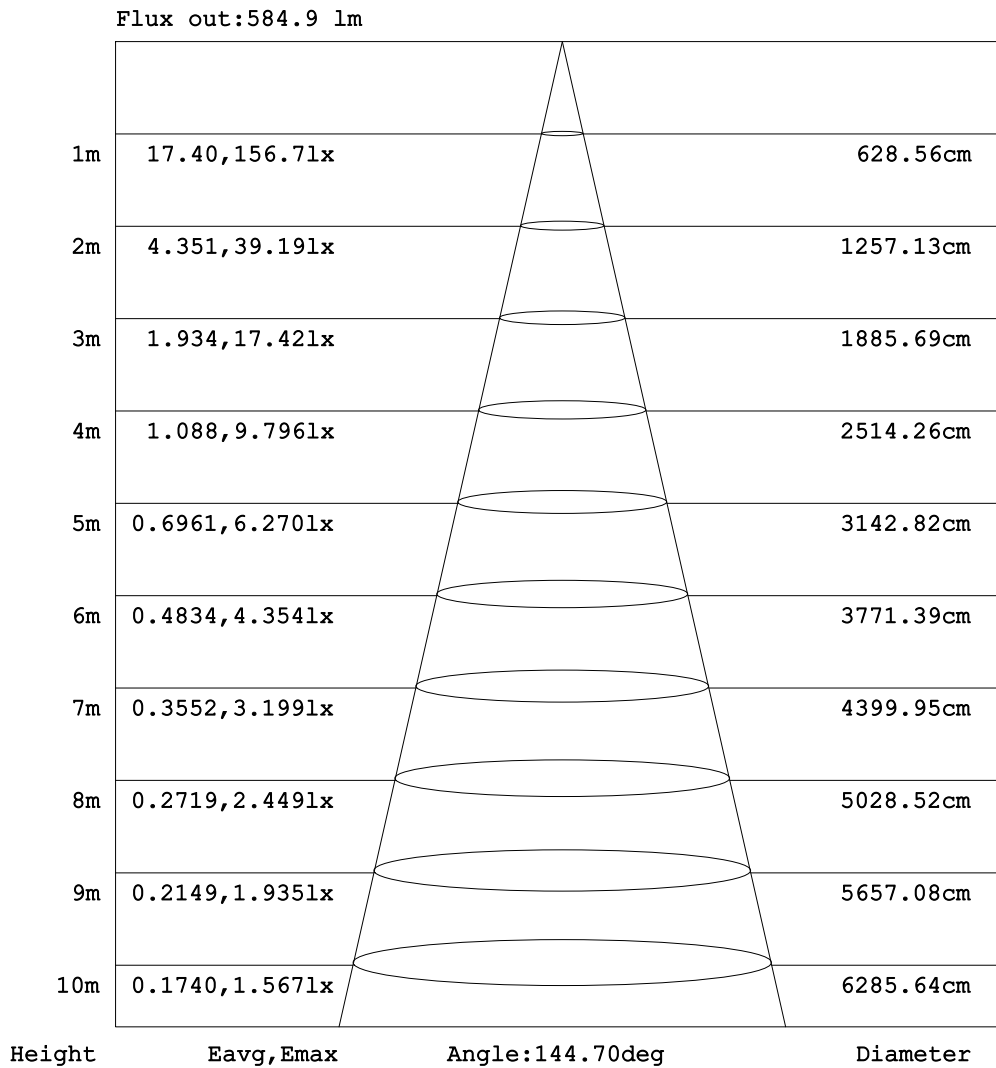 Flux out:584.9 lm
1m 17.40,156.7lx 628.56cm
2m 4.351,39.19lx 1257.13cm
3m 1.934,17.42lx 1885.69cm
4m 1.088,9.796lx 2514.26cm
5m 0.6961,6.270lx 3142.82cm
6m 0.4834,4.354lx 3771.39cm
7m 0.3552,3.199lx 4399.95cm
8m 0.2719,2.449lx 5028.52cm
9m 0.2149,1.935lx 5657.08cm
10m 0.1740,1.567lx 6285.64cm
Height Eavg,Emax Angle:144.70deg Diameter